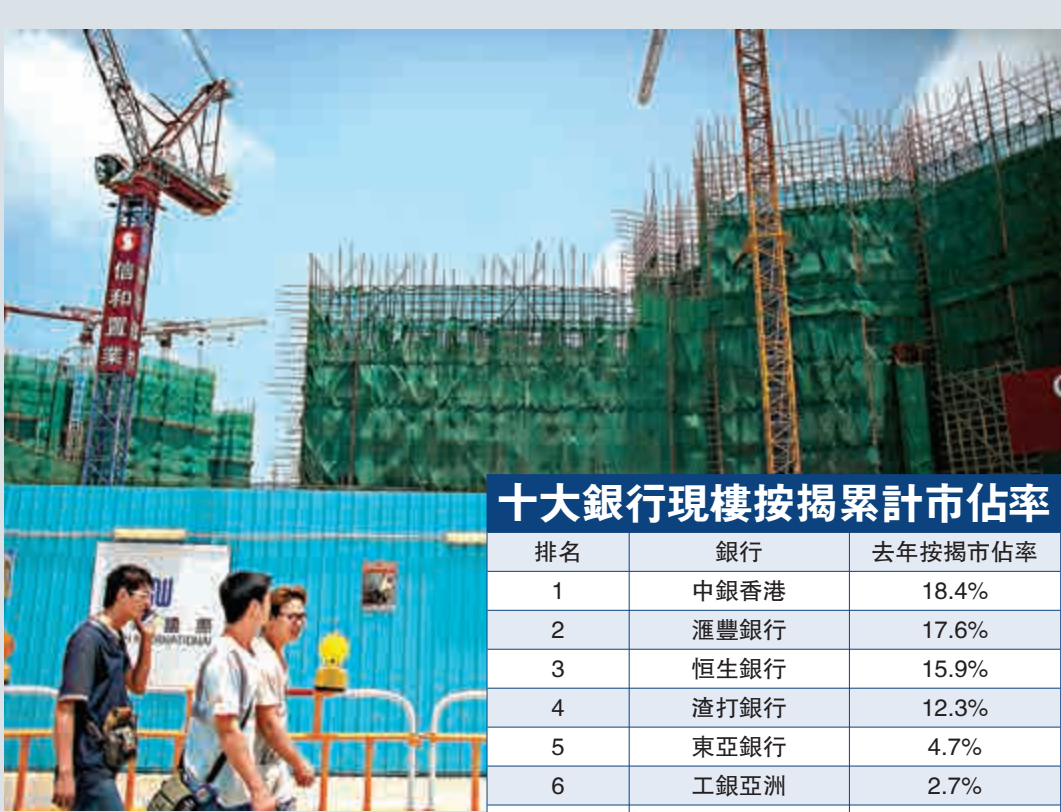 信和置業
十大銀行現樓按揭累計市佔率
排名 銀行 去年按揭市佔率
1 中銀香港 18.4%
2 滙豐銀行 17.6%
3 恒生銀行 15.9%
4 渣打銀行 12.3%
5 東亞銀行 4.7%
6 工銀亞洲 2.7%